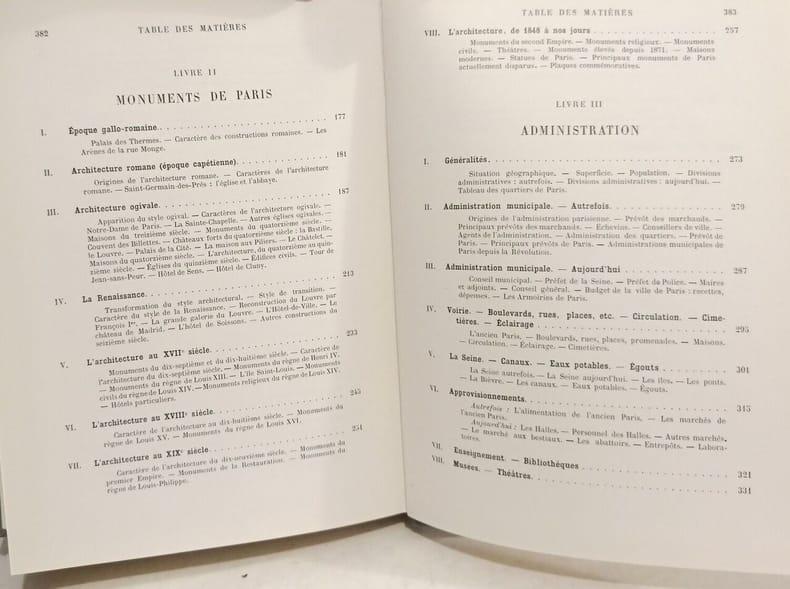 382
TABLE DES MATIÈRES
LIVRE II
MONUMENTS DE PARIS
I. Époque gallo-romaine. 177
Palais des Thermes. — Caractère des constructions romaines. — Les
Arènes de la rue Monge.
II. Architecture romane (époque capétienne). 181
Origines de l'architecture romane. — Caractères de l'architecture
romane. — Saint-Germain-des-Prés : l'église et l'abbaye.
III. Architecture ogivale. 187
Apparition du style ogival. — Caractères de l'architecture ogivale. —
Notre-Dame de Paris. — La Sainte-Chapelle. — Autres églises ogivales. —
Maisons du treizième siècle. — Monuments du quatorzième siècle. —
Couvent des Billettes. — Châteaux forts du quatorzième siècle : la Bastille,
le Louvre. — Palais de la Cité. — La maison aux Piliers. — Le Châtelet. —
Maisons du quatorzième siècle. — L'architecture, du quatorzième au quin-
zième siècle. — Églises du quinzième siècle. — Édifices civils. — Tour de
Jean-sans-Peur. — Hôtel de Sens. — Hôtel de Cluny.
IV. La Renaissance. 213
Transformation du style architectural. — Style de transition. —
Caractère du style de la Renaissance. — Reconstruction du Louvre par
François Ier. — La grande galerie du Louvre. — L'Hôtel-de-Ville. — Le
château de Madrid. — L'hôtel de Soissons. — Autres constructions du
seizième siècle.
V. L'architecture au XVIIe siècle. 233
Monuments du dix-septième et du dix-huitième siècle. — Caractère de
l'architecture du dix-septième siècle. — Monuments du règne de Henri IV.
— Monuments du règne de Louis XIII. — L'île Saint-Louis. — Monuments
civils du règne de Louis XIV. — Monuments religieux du règne de Louis XIV.
— Hôtels particuliers.
VI. L'architecture au XVIIIe siècle. 245
Caractère de l'architecture au dix-huitième siècle. — Monuments du
règne de Louis XV. — Monuments du règne de Louis XVI.
VII. L'architecture au XIXe siècle. 251
Caractère de l'architecture du dix-neuvième siècle. — Monuments du
premier Empire. — Monuments de la Restauration. — Monuments du
règne de Louis-Philippe.
TABLE DES MATIÈRES
383
VIII. L'architecture, de 1848 à nos jours 257
Monuments du second Empire. — Monuments religieux. — Monuments
civils. — Théâtres. — Monuments élevés depuis 1871. — Maisons
modernes. — Statues de Paris. — Principaux monuments de Paris
actuellement disparus. — Plaques commémoratives.
LIVRE III
ADMINISTRATION
I. Généralités. 273
Situation géographique. — Superficie. — Population. — Divisions
administratives : autrefois. — Divisions administratives : aujourd'hui. —
Tableau des quartiers de Paris.
II. Administration municipale. — Autrefois. 279
Origines de l'administration parisienne. — Prévôt des marchands. —
Principaux prévôts des marchands. — Échevins. — Conseillers de ville. —
Agents de l'administration. — Administration des quartiers. — Prévôt de
Paris. — Principaux prévôts de Paris. — Administrations municipales de
Paris depuis la Révolution.
III. Administration municipale. — Aujourd'hui 287
Conseil municipal. — Préfet de la Seine. — Préfet de Police. — Maires
et adjoints. — Conseil général. — Budget de la ville de Paris : recettes,
dépenses. — Les Armoiries de Paris.
IV. Voirie. — Boulevards, rues, places, etc. — Circulation. — Cime-
tières. — Éclairage 295
L'ancien Paris. — Boulevards, rues, places, promenades. — Maisons.
— Circulation. — Éclairage. — Cimetières.
V. La Seine. — Canaux. — Eaux potables. — Égouts 301
La Seine autrefois. — La Seine aujourd'hui. — Les îles. — Les ponts.
— La Bièvre. — Les canaux. — Eaux potables. — Égouts.
VI. Approvisionnements. 315
Autrefois : L'alimentation de l'ancien Paris. — Les marchés de
l'ancien Paris.
Aujourd'hui : Les Halles. — Personnel des Halles. — Autres marchés.
— Le marché aux bestiaux. — Les abattoirs. — Entrepôts. — Labora-
toires.
VII. Enseignement. — Bibliothèques 321
VIII. Musées. — Théâtres. 331